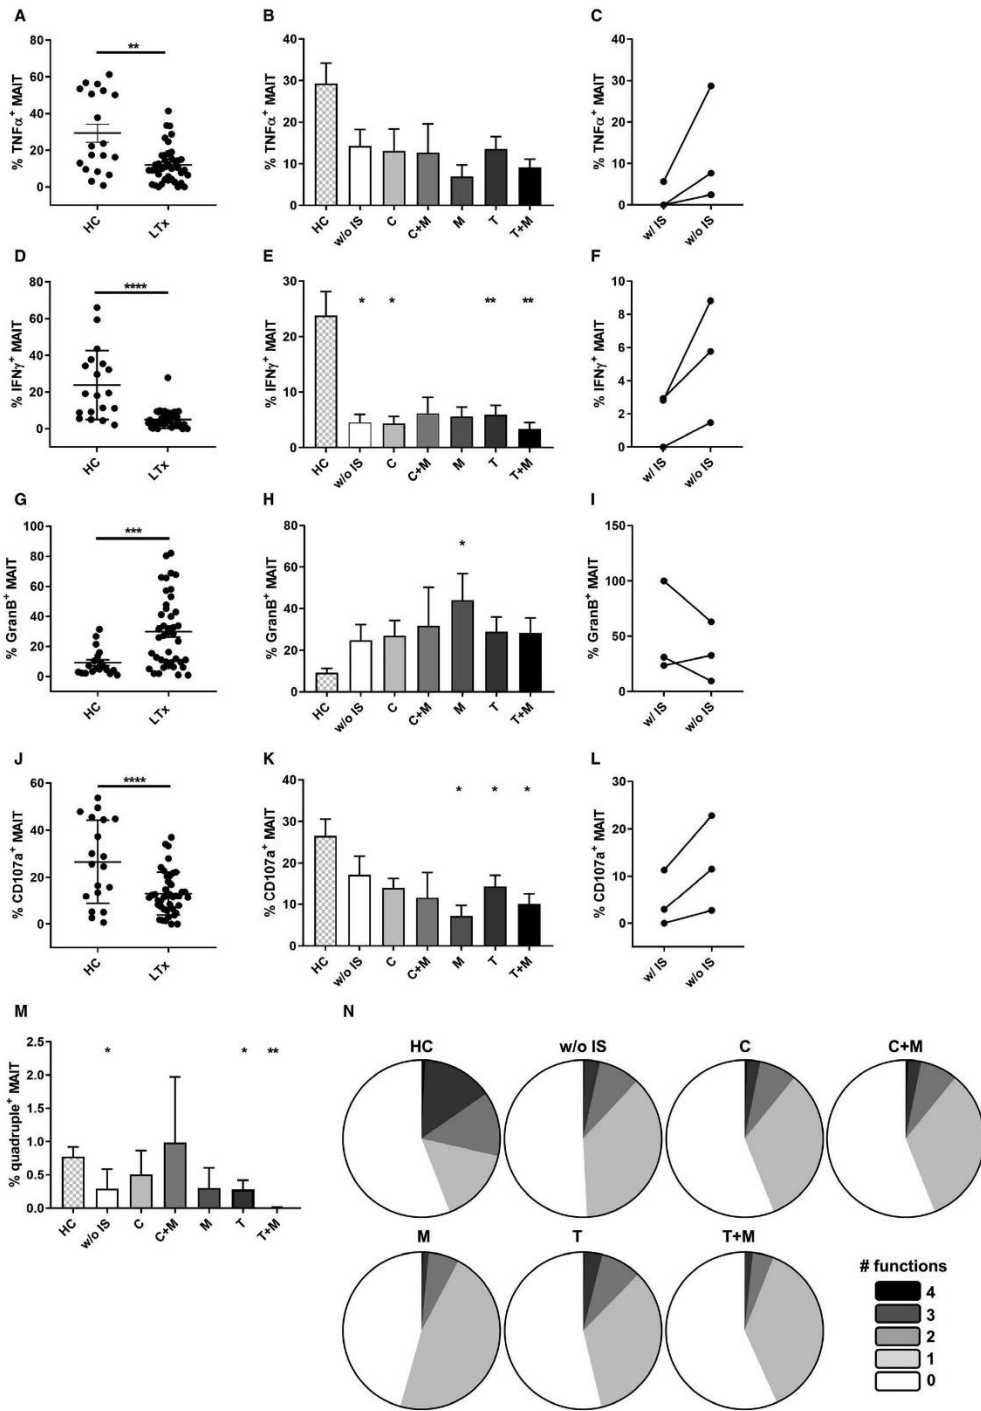 A
% TNFα⁺ MAIT
80
60
40
20
0
**
HC
LTx
B
% TNFα⁺ MAIT
40
30
20
10
0
HC
w/o IS
C
C+M
M
T
T+M
C
% TNFα⁺ MAIT
40
30
20
10
0
w/ IS
w/o IS
D
% IFNγ⁺ MAIT
80
60
40
20
0
****
HC
LTx
E
% IFNγ⁺ MAIT
30
20
10
0
* * ** **
HC
w/o IS
C
C+M
M
T
T+M
F
% IFNγ⁺ MAIT
10
8
6
4
2
0
w/ IS
w/o IS
G
% GranB⁺ MAIT
100
80
60
40
20
0
***
HC
LTx
H
% GranB⁺ MAIT
80
60
40
20
0
*
HC
w/o IS
C
C+M
M
T
T+M
I
% GranB⁺ MAIT
150
100
50
0
w/ IS
w/o IS
J
% CD107a⁺ MAIT
60
40
20
0
****
HC
LTx
K
% CD107a⁺ MAIT
40
30
20
10
0
* * *
HC
w/o IS
C
C+M
M
T
T+M
L
% CD107a⁺ MAIT
30
20
10
0
w/ IS
w/o IS
M
% quadruple⁺ MAIT
2.5
2.0
1.5
1.0
0.5
0.0
* * **
HC
w/o IS
C
C+M
M
T
T+M
N
HC
w/o IS
C
C+M
M
T
T+M
# functions
4
3
2
1
0